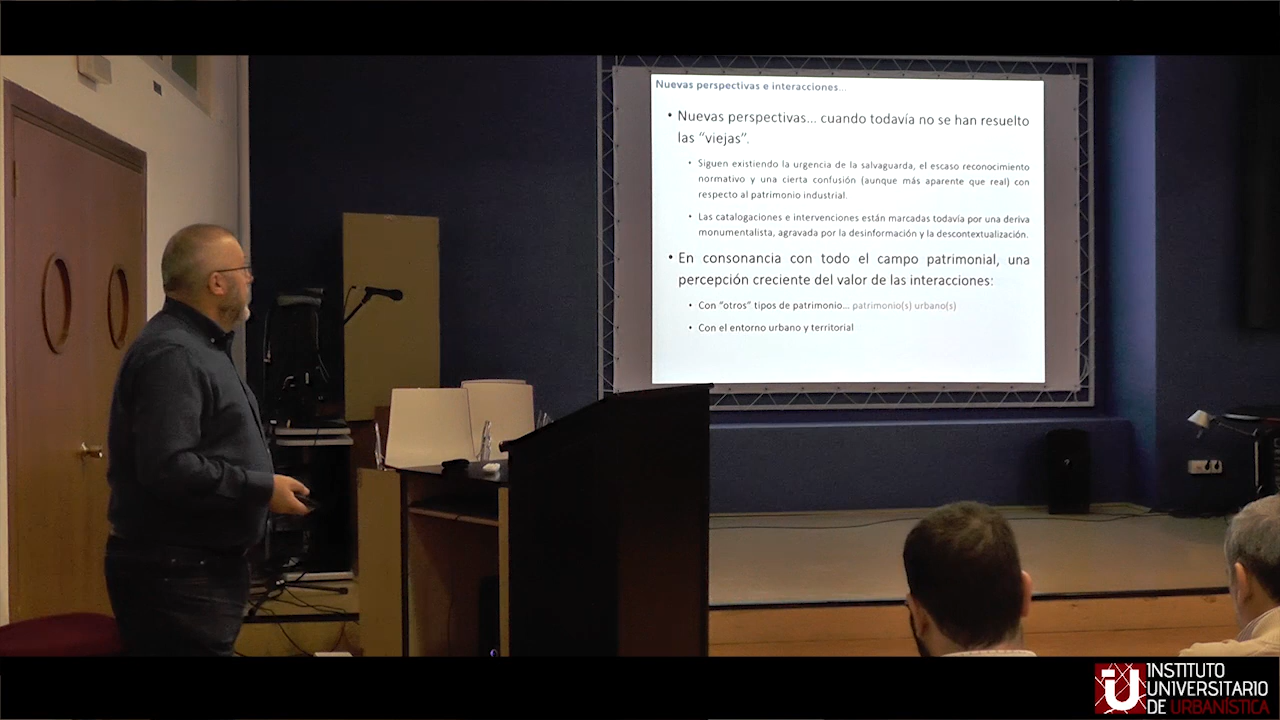 Nuevas perspectivas e interacciones...
• Nuevas perspectivas... cuando todavía no se han resuelto
las “viejas”.
• Siguen existiendo la urgencia de la salvaguarda, el escaso reconocimiento
normativo y una cierta confusión (aunque más aparente que real) con
respecto al patrimonio industrial.
• Las catalogaciones e intervenciones están marcadas todavía por una deriva
monumentalista, agravada por la desinformación y la descontextualización.
• En consonancia con todo el campo patrimonial, una
percepción creciente del valor de las interacciones:
• Con “otros” tipos de patrimonio... patrimonio(s) urbano(s)
• Con el entorno urbano y territorial
iU INSTITUTO
UNIVERSITARIO
DE URBANÍSTICA